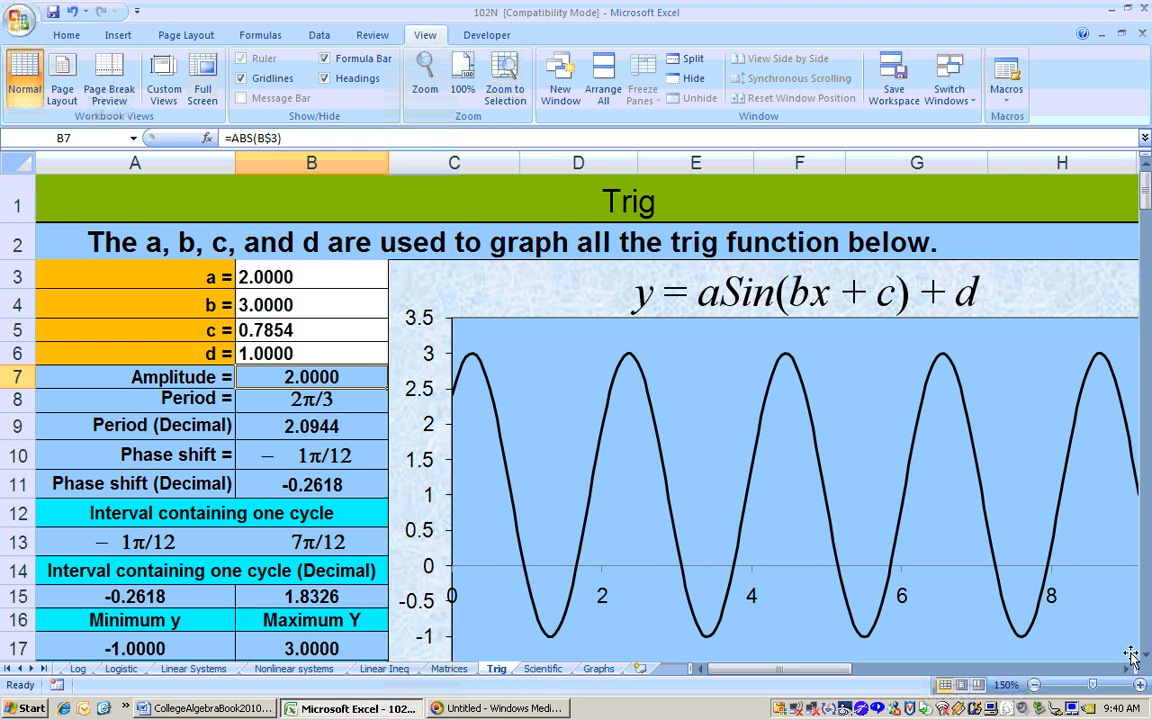 102N [Compatibility Mode] - Microsoft Excel
Home Insert Page Layout Formulas Data Review View Developer
Normal Page Layout Page Break Preview Custom Views Full Screen
Workbook Views
Ruler Formula Bar
Gridlines Headings
Message Bar
Show/Hide
Zoom 100% Zoom to Selection
Zoom
New Window Arrange All Freeze Panes
Split
Hide
Unhide
View Side by Side
Synchronous Scrolling
Reset Window Position
Save Workspace Switch Windows
Window
Macros
Macros
B7 fx =ABS(B$3)
A B C D E F G H
1 Trig
2 The a, b, c, and d are used to graph all the trig function below.
3 a = 2.0000
4 b = 3.0000
5 c = 0.7854
6 d = 1.0000
7 Amplitude = 2.0000
8 Period = 2π/3
9 Period (Decimal) 2.0944
10 Phase shift = − 1π/12
11 Phase shift (Decimal) -0.2618
12 Interval containing one cycle
13 − 1π/12 7π/12
14 Interval containing one cycle (Decimal)
15 -0.2618 1.8326
16 Minimum y Maximum Y
17 -1.0000 3.0000
y = aSin(bx + c) + d
3.5
3
2.5
2
1.5
1
0.5
0
-0.5
-1
0 2 4 6 8
Log Logistic Linear Systems Nonlinear systems Linear Ineq Matrices Trig Scientific Graphs
Ready 150%
Start » CollegeAlgebraBook2010... Microsoft Excel - 102... Untitled - Windows Medi... 9:40 AM